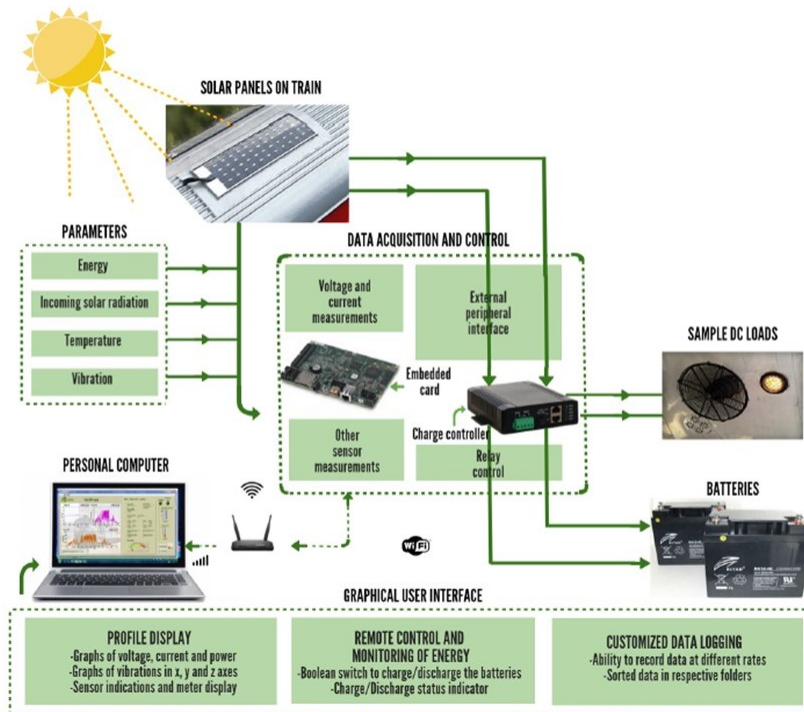 SOLAR PANELS ON TRAIN
PARAMETERS
Energy
Incoming solar radiation
Temperature
Vibration
DATA ACQUISITION AND CONTROL
Voltage and
current
measurements
External
peripheral
interface
Embedded
card
Charge controller
Other
sensor
measurements
Relay
control
SAMPLE DC LOADS
PERSONAL COMPUTER
WiFi
BATTERIES
RITAR
GRAPHICAL USER INTERFACE
PROFILE DISPLAY
-Graphs of voltage, current and power
-Graphs of vibrations in x, y and z axes
-Sensor indications and meter display
REMOTE CONTROL AND
MONITORING OF ENERGY
-Boolean switch to charge/discharge the batteries
-Charge/Discharge status indicator
CUSTOMIZED DATA LOGGING
-Ability to record data at different rates
-Sorted data in respective folders